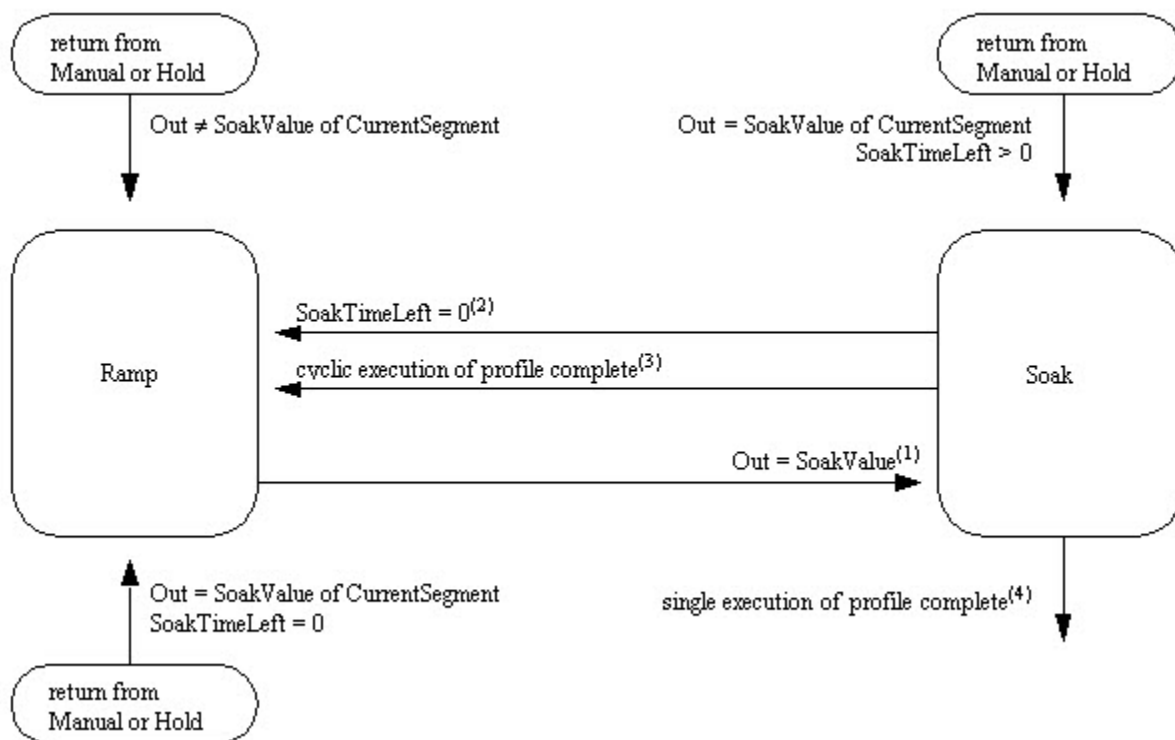 return from
Manual or Hold
return from
Manual or Hold
Out ≠ SoakValue of CurrentSegment
Out = SoakValue of CurrentSegment
SoakTimeLeft > 0
SoakTimeLeft = 0(2)
Ramp
cyclic execution of profile complete(3)
Soak
Out = SoakValue(1)
Out = SoakValue of CurrentSegment
SoakTimeLeft = 0
single execution of profile complete(4)
return from
Manual or Hold